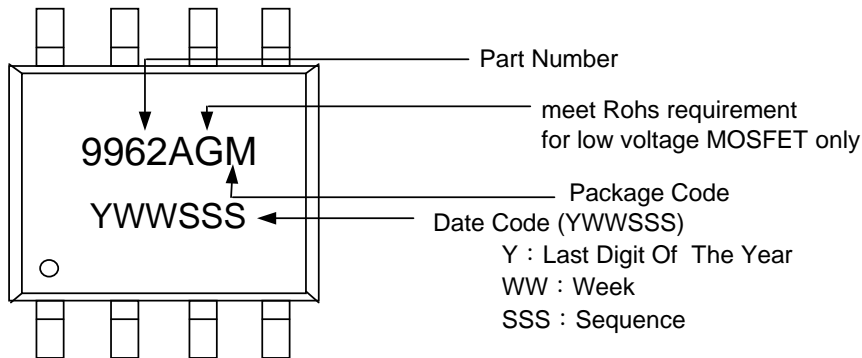 Part Number
meet Rohs requirement
for low voltage MOSFET only
9962AGM
Package Code
YWWSSS
Date Code (YWWSSS)
Y：Last Digit Of The Year
WW：Week
SSS：Sequence